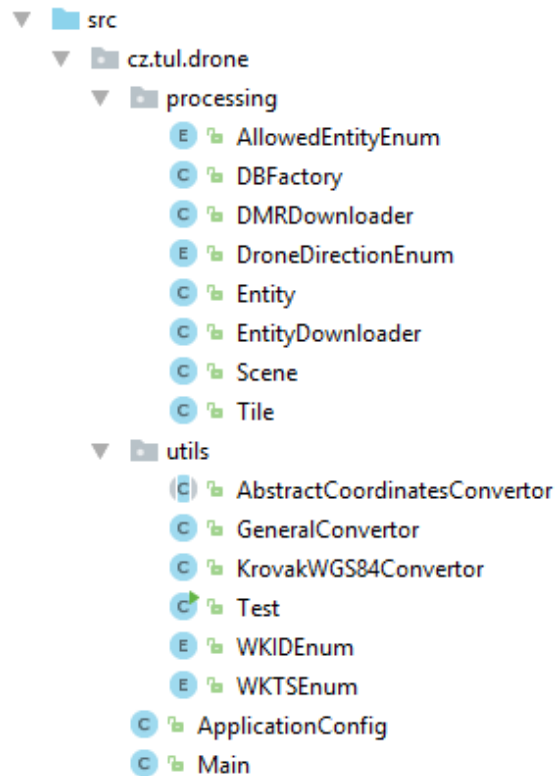 src
cz.tul.drone
processing
E AllowedEntityEnum
C DBFactory
C DMRDownloader
E DroneDirectionEnum
C Entity
C EntityDownloader
C Scene
C Tile
utils
C AbstractCoordinatesConvertor
C GeneralConvertor
C KrovakWGS84Convertor
C Test
E WKIDEnum
E WKTSEnum
C ApplicationConfig
C Main